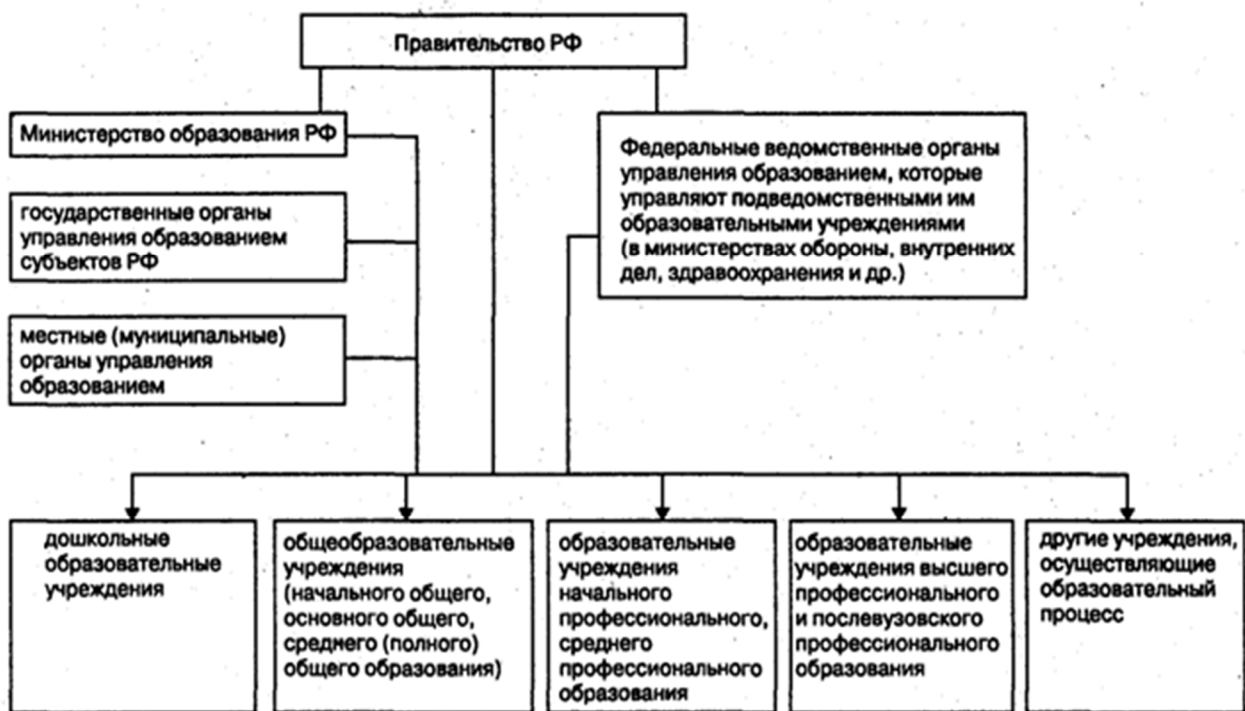 Правительство РФ
Министерство образования РФ
государственные органы
управления образованием
субъектов РФ
местные (муниципальные)
органы управления
образованием
Федеральные ведомственные органы
управления образованием, которые
управляют подведомственными им
образовательными учреждениями
(в министерствах обороны, внутренних
дел, здравоохранения и др.)
дошкольные
образовательные
учреждения
общеобразовательные
учреждения
(начального общего,
основного общего,
среднего (полного)
общего образования)
образовательные
учреждения
начального
профессионального,
среднего
профессионального
образования
образовательные
учреждения высшего
профессионального
и послевузовского
профессионального
образования
другие учреждения,
осуществляющие
образовательный
процесс